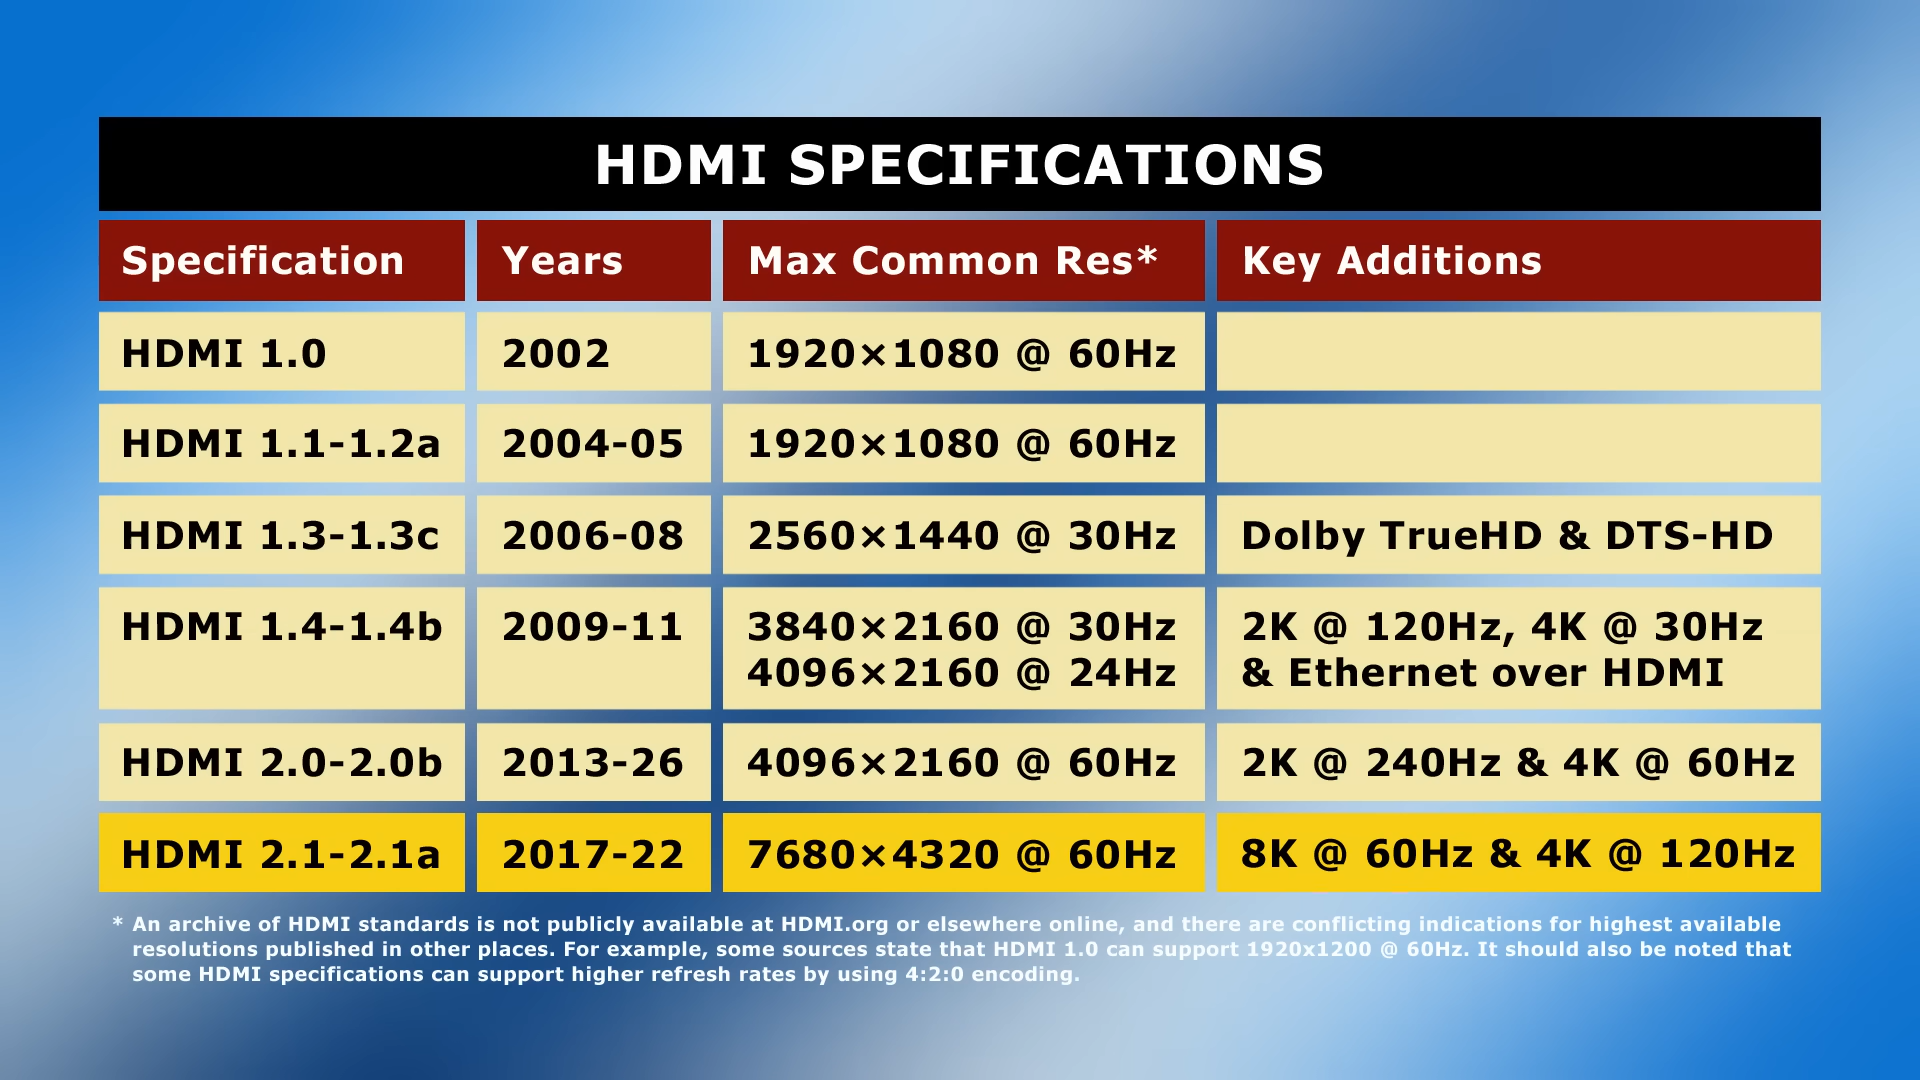 HDMI SPECIFICATIONS
Specification Years Max Common Res* Key Additions
HDMI 1.0 2002 1920×1080 @ 60Hz
HDMI 1.1-1.2a 2004-05 1920×1080 @ 60Hz
HDMI 1.3-1.3c 2006-08 2560×1440 @ 30Hz Dolby TrueHD & DTS-HD
HDMI 1.4-1.4b 2009-11 3840×2160 @ 30Hz 2K @ 120Hz, 4K @ 30Hz
4096×2160 @ 24Hz & Ethernet over HDMI
HDMI 2.0-2.0b 2013-26 4096×2160 @ 60Hz 2K @ 240Hz & 4K @ 60Hz
HDMI 2.1-2.1a 2017-22 7680×4320 @ 60Hz 8K @ 60Hz & 4K @ 120Hz
* An archive of HDMI standards is not publicly available at HDMI.org or elsewhere online, and there are conflicting indications for highest available
resolutions published in other places. For example, some sources state that HDMI 1.0 can support 1920x1200 @ 60Hz. It should also be noted that
some HDMI specifications can support higher refresh rates by using 4:2:0 encoding.